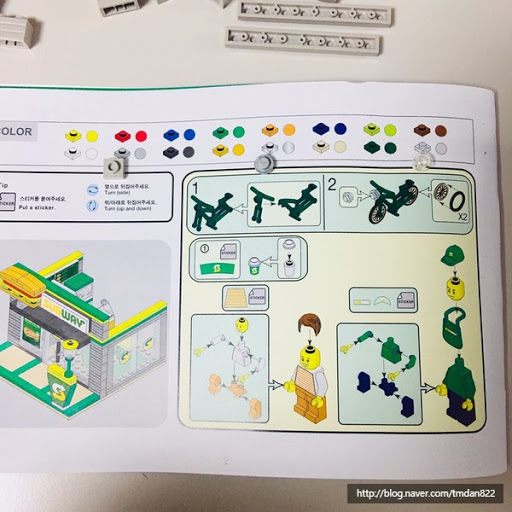 COLOR
Tip
스티커를 붙여주세요.
Put a sticker.
STICKER
옆으로 뒤집어주세요.
Turn (side)
위/아래로 뒤집어주세요.
Turn (up and down)
1
2
X2
1
STICKER
STICKER
STICKER
SUBWAY
http://blog.naver.com/tmdan822